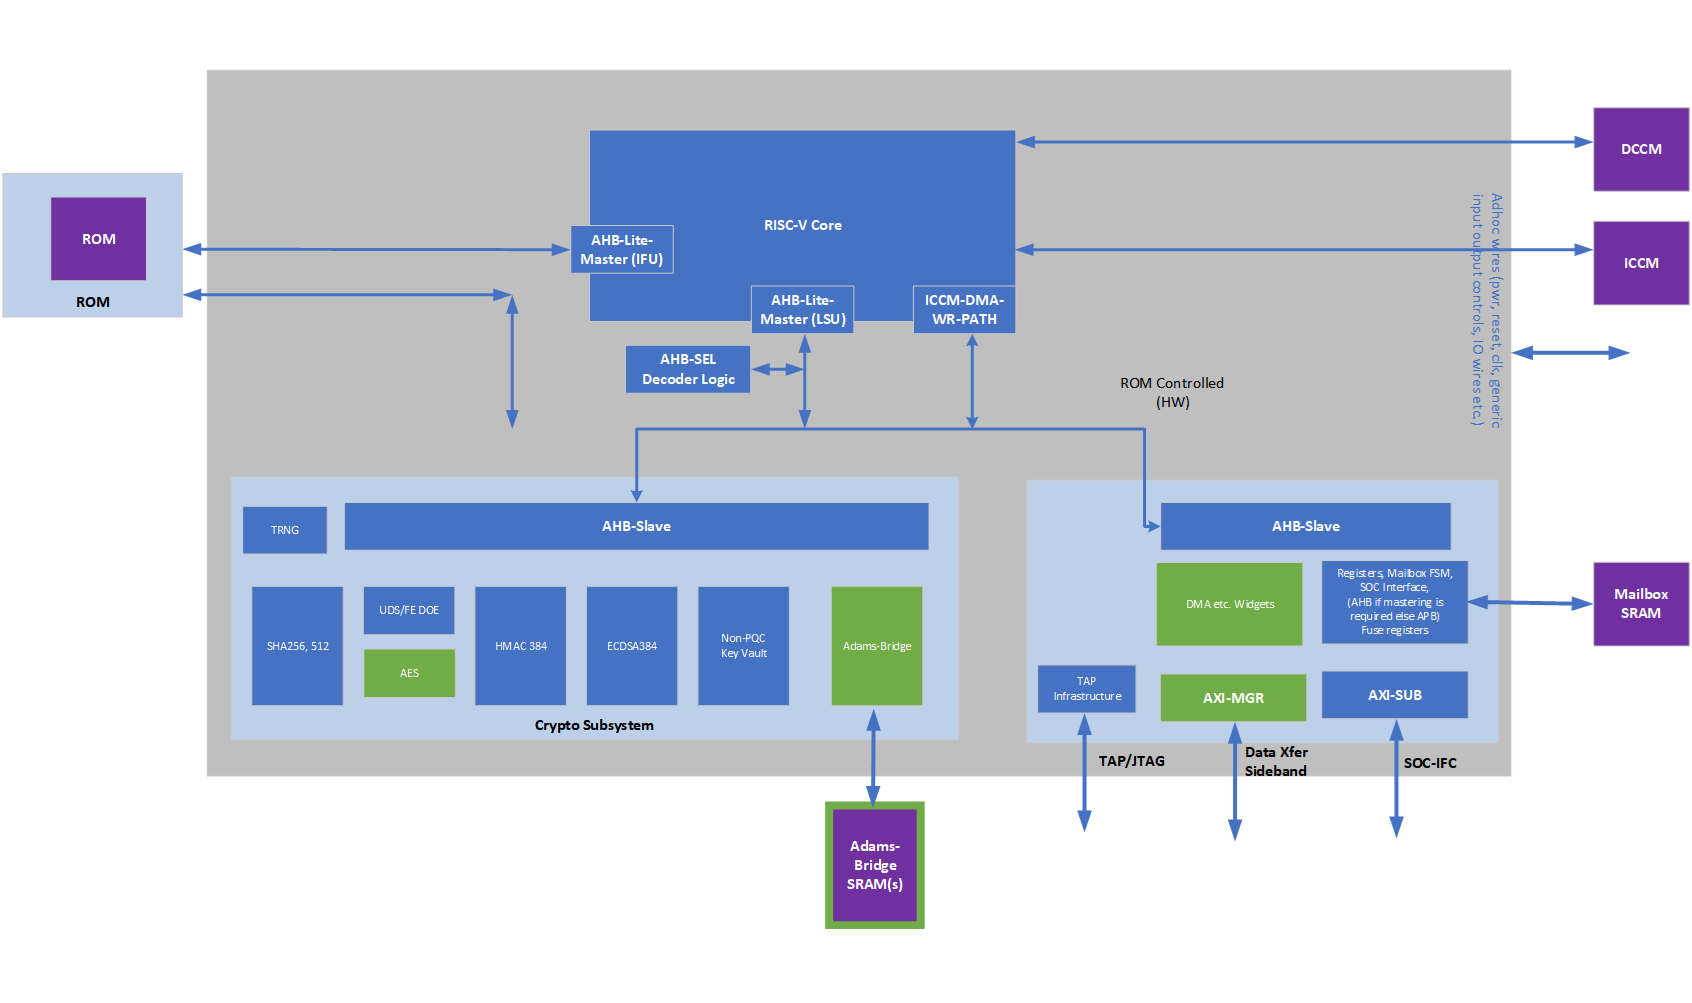 DCCM
ROM
ROM
RISC-V Core
AHB-Lite-
Master (IFU)
AHB-Lite-
Master (LSU)
ICCM-DMA-
WR-PATH
ICCM
Adhoc wires (pwr, reset, clk, generic
input output controls, IO wires etc.)
AHB-SEL
Decoder Logic
ROM Controlled
(HW)
TRNG
AHB-Slave
SHA256, 512
UDS/FE DOE
AES
HMAC 384
ECDSA384
Non-PQC
Key Vault
Adams-Bridge
Crypto Subsystem
AHB-Slave
DMA etc. Widgets
Registers, Mailbox FSM,
SOC Interface,
(AHB if mastering is
required else APB)
Fuse registers
Mailbox
SRAM
TAP
Infrastructure
AXI-MGR
AXI-SUB
TAP/JTAG
Data Xfer
Sideband
SOC-IFC
Adams-
Bridge
SRAM(s)